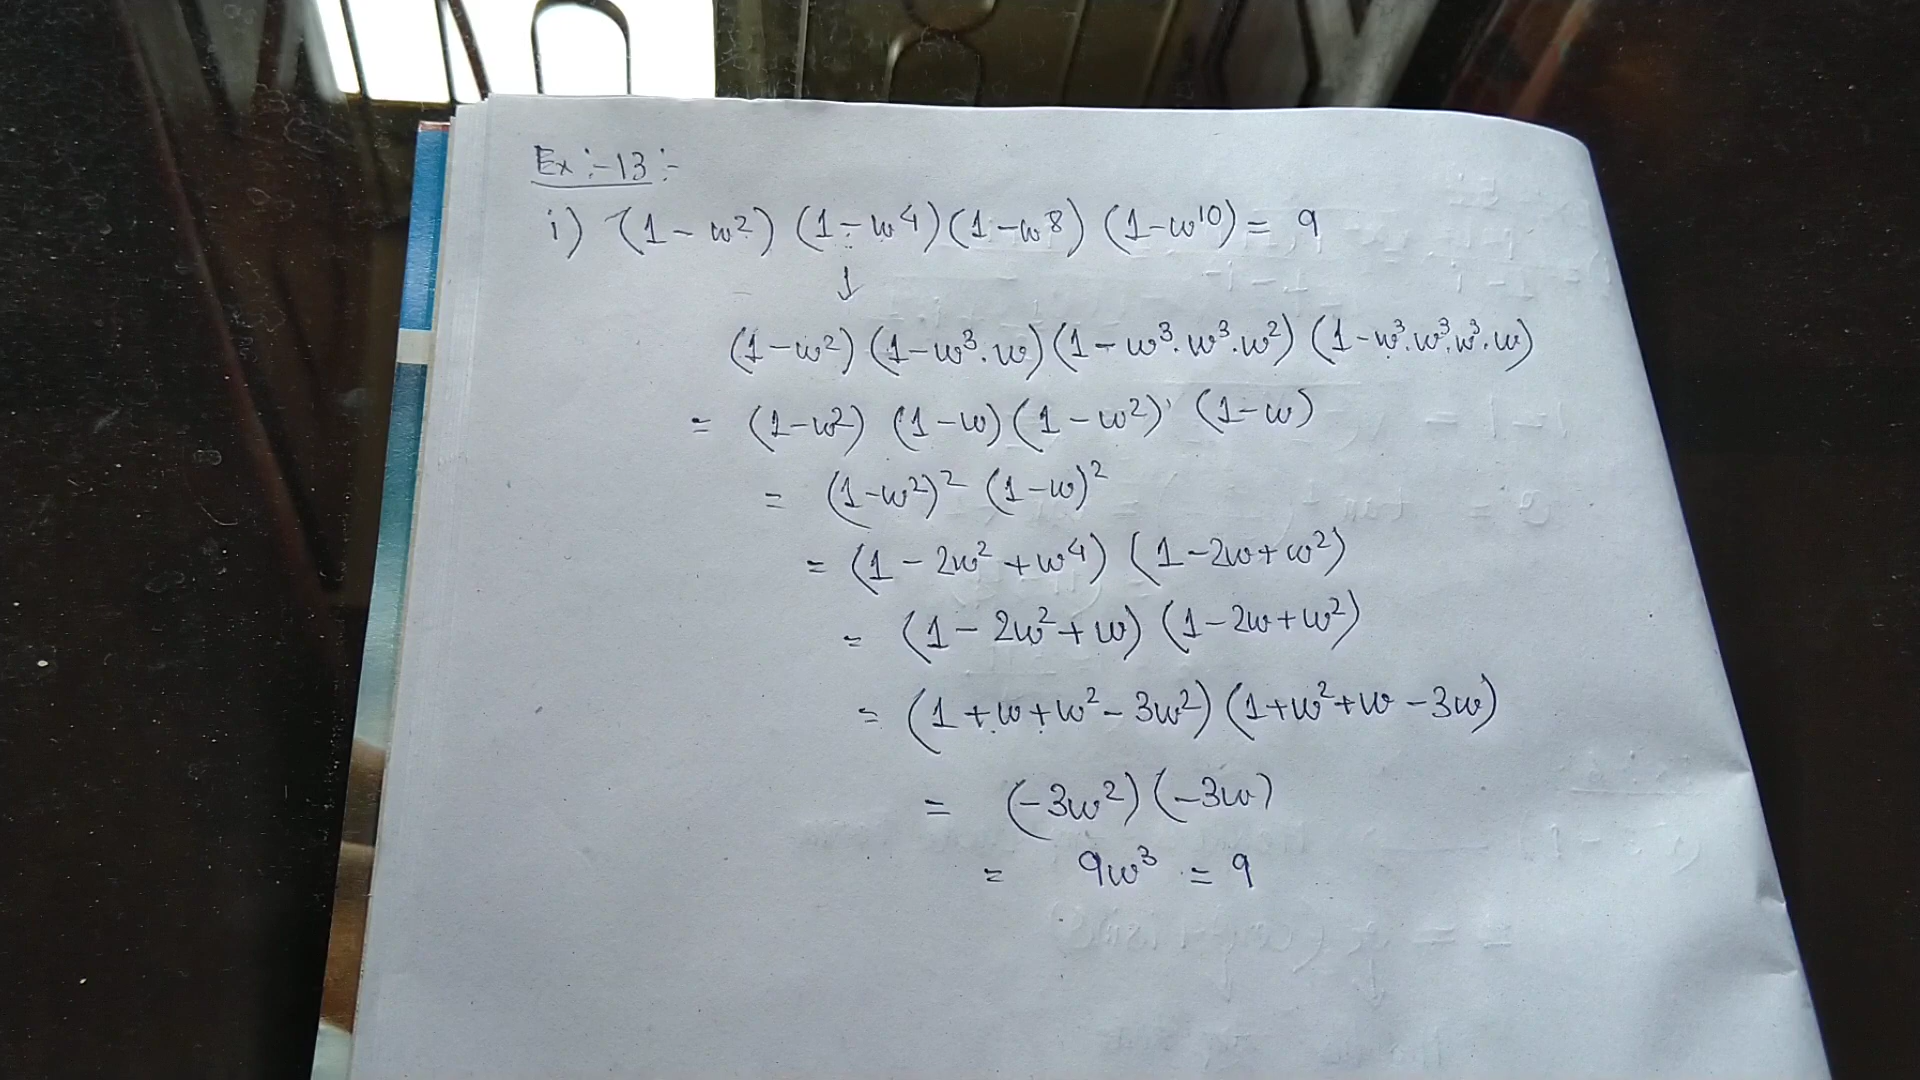 Ex:-13:-
i) (1-w²) (1-w⁴)(1-w⁸) (1-w¹⁰) = 9
↓
(1-w²)(1-w³.w)(1-w³.w³.w²)(1-w³.w³.w³.w)
= (1-w²) (1-w)(1-w²) (1-w)
= (1-w²)² (1-w)²
= (1-2w²+w⁴) (1-2w+w²)
= (1-2w²+w) (1-2w+w²)
= (1+w+w²-3w²)(1+w²+w-3w)
= (-3w²)(-3w)
= 9w³ = 9